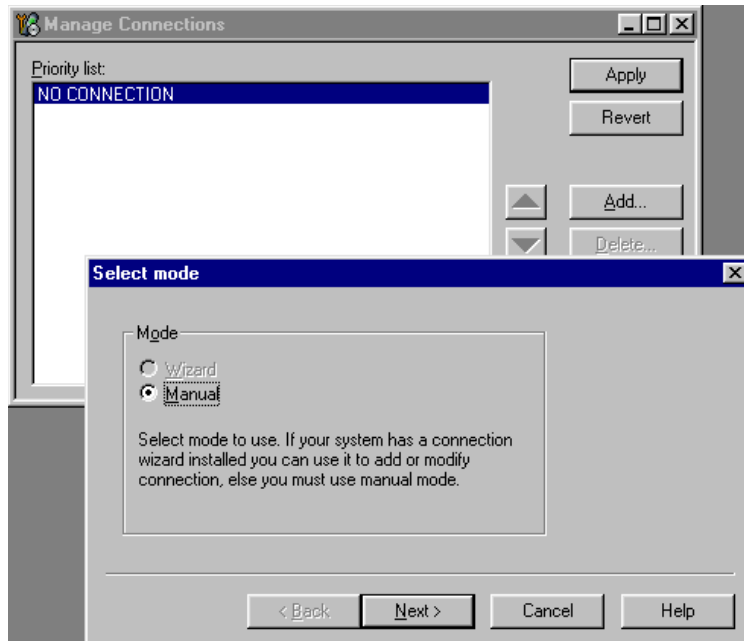 Manage Connections
Priority list:
NO CONNECTION
Apply
Revert
Add...
Delete...
Select mode
Mode
Wizard
Manual
Select mode to use. If your system has a connection
wizard installed you can use it to add or modify
connection, else you must use manual mode.
< Back
Next >
Cancel
Help